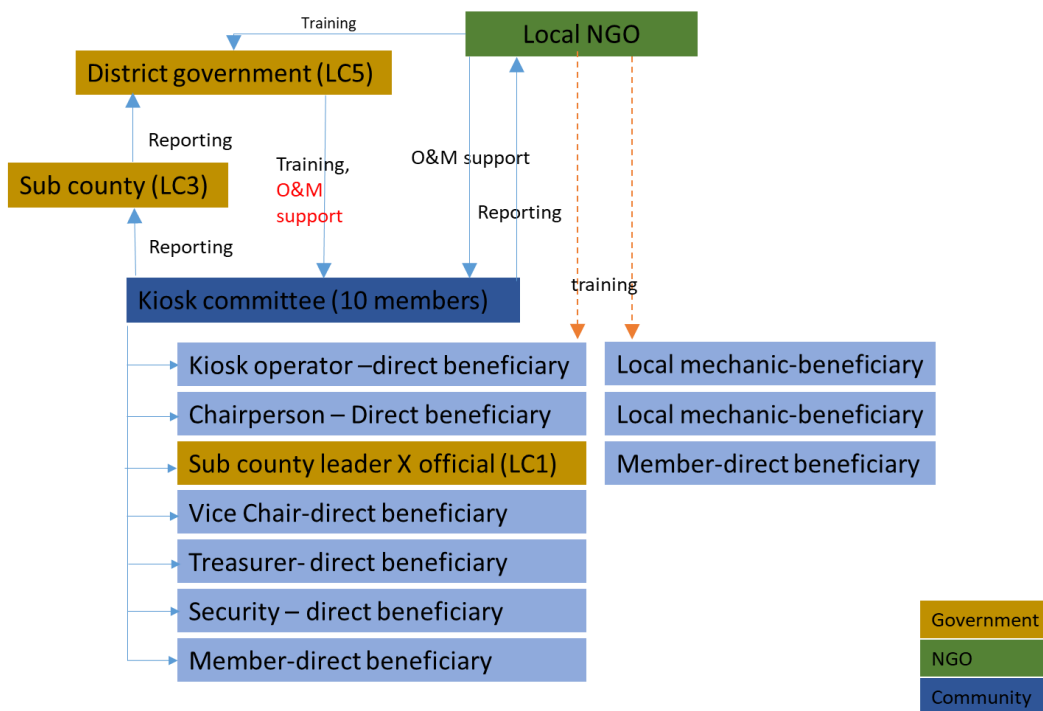 Training
Local NGO
District government (LC5)
Reporting
Training,
O&M
support
O&M support
Sub county (LC3)
Reporting
Reporting
Kiosk committee (10 members)
training
Kiosk operator –direct beneficiary
Local mechanic-beneficiary
Chairperson – Direct beneficiary
Local mechanic-beneficiary
Sub county leader X official (LC1)
Member-direct beneficiary
Vice Chair-direct beneficiary
Treasurer- direct beneficiary
Security – direct beneficiary
Member-direct beneficiary
Government
NGO
Community